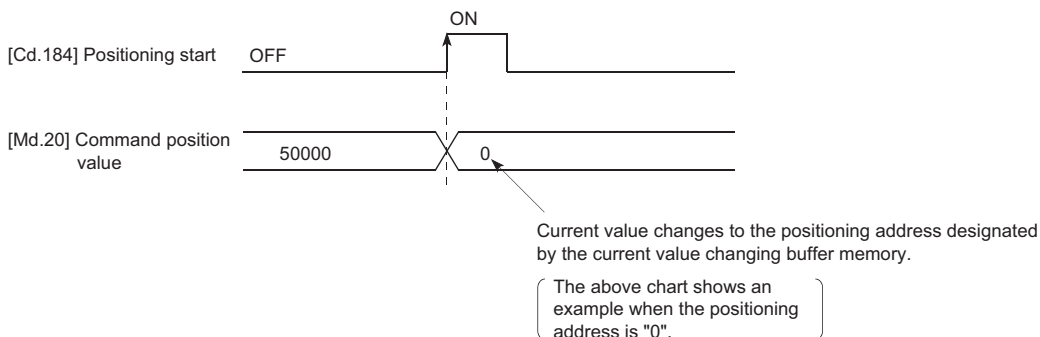 ON
[Cd.184] Positioning start
OFF
[Md.20] Command position
value
50000
0
Current value changes to the positioning address designated
by the current value changing buffer memory.
The above chart shows an
example when the positioning
address is "0".